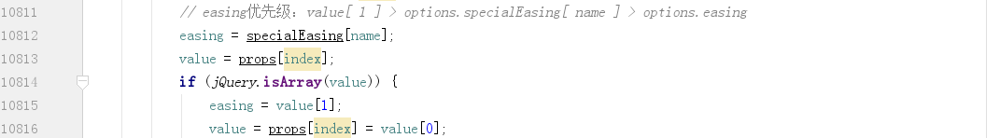 10811 // easing优先级：value[ 1 ] > options.specialEasing[ name ] > options.easing
10812 easing = specialEasing[name];
10813 value = props[index];
10814 if (jQuery.isArray(value)) {
10815 easing = value[1];
10816 value = props[index] = value[0];